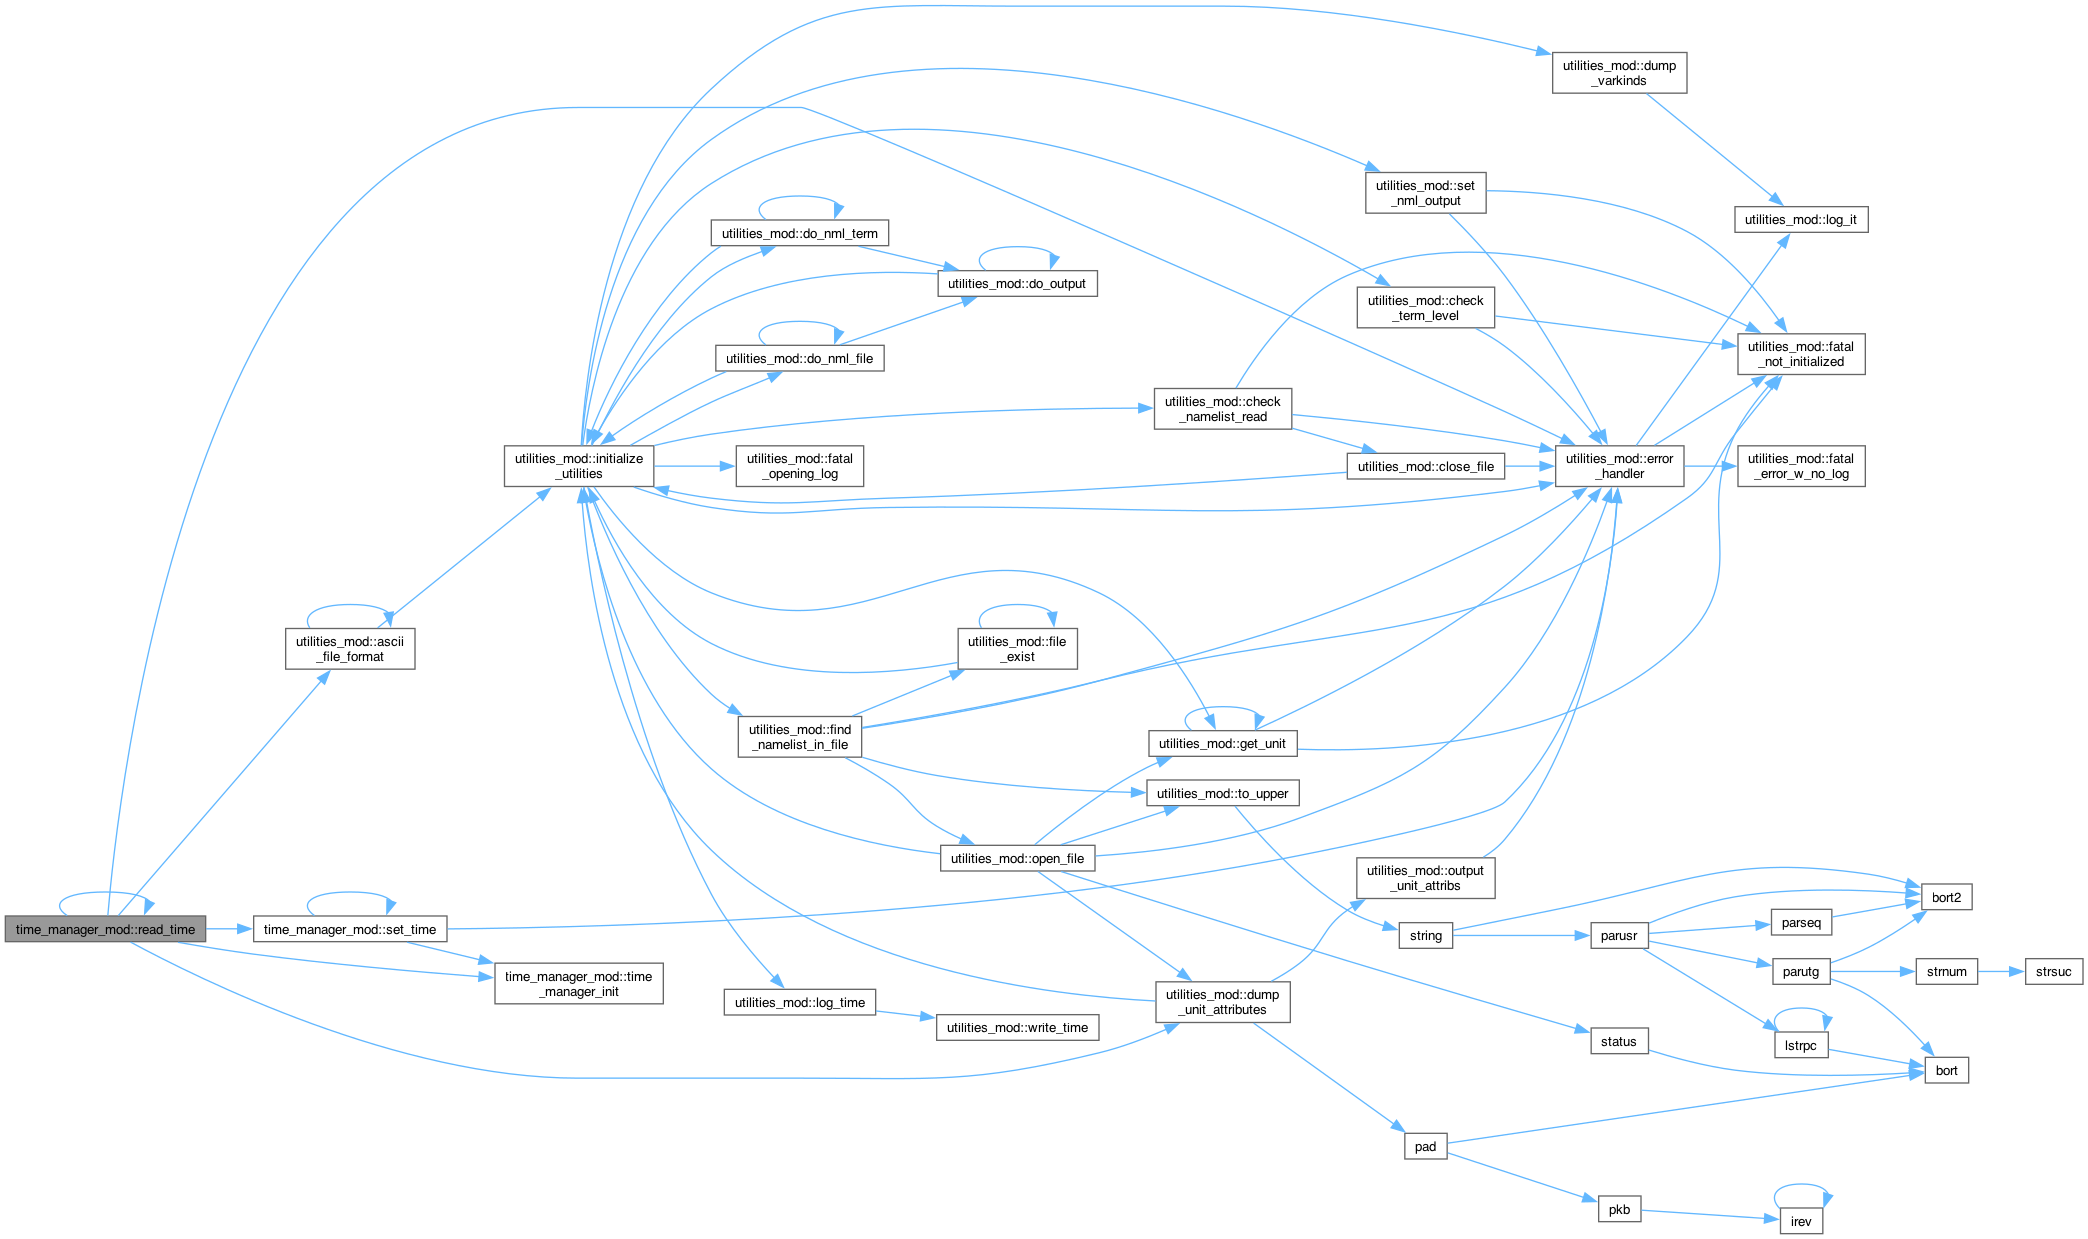 utilities_mod::dump
_varkinds
utilities_mod::set
_nml_output
utilities_mod::log_it
utilities_mod::do_nml_term
utilities_mod::do_output
utilities_mod::check
_term_level
utilities_mod::fatal
_not_initialized
utilities_mod::do_nml_file
utilities_mod::check
_namelist_read
utilities_mod::initialize
_utilities
utilities_mod::fatal
_opening_log
utilities_mod::close_file
utilities_mod::error
_handler
utilities_mod::fatal
_error_w_no_log
utilities_mod::ascii
_file_format
utilities_mod::file
_exist
utilities_mod::find
_namelist_in_file
utilities_mod::get_unit
utilities_mod::to_upper
utilities_mod::open_file
utilities_mod::output
_unit_attribs
bort2
time_manager_mod::read_time
time_manager_mod::set_time
string
parusr
parseq
time_manager_mod::time
_manager_init
parutg
strnum
strsuc
utilities_mod::log_time
utilities_mod::dump
_unit_attributes
utilities_mod::write_time
status
lstrpc
bort
pad
pkb
irev